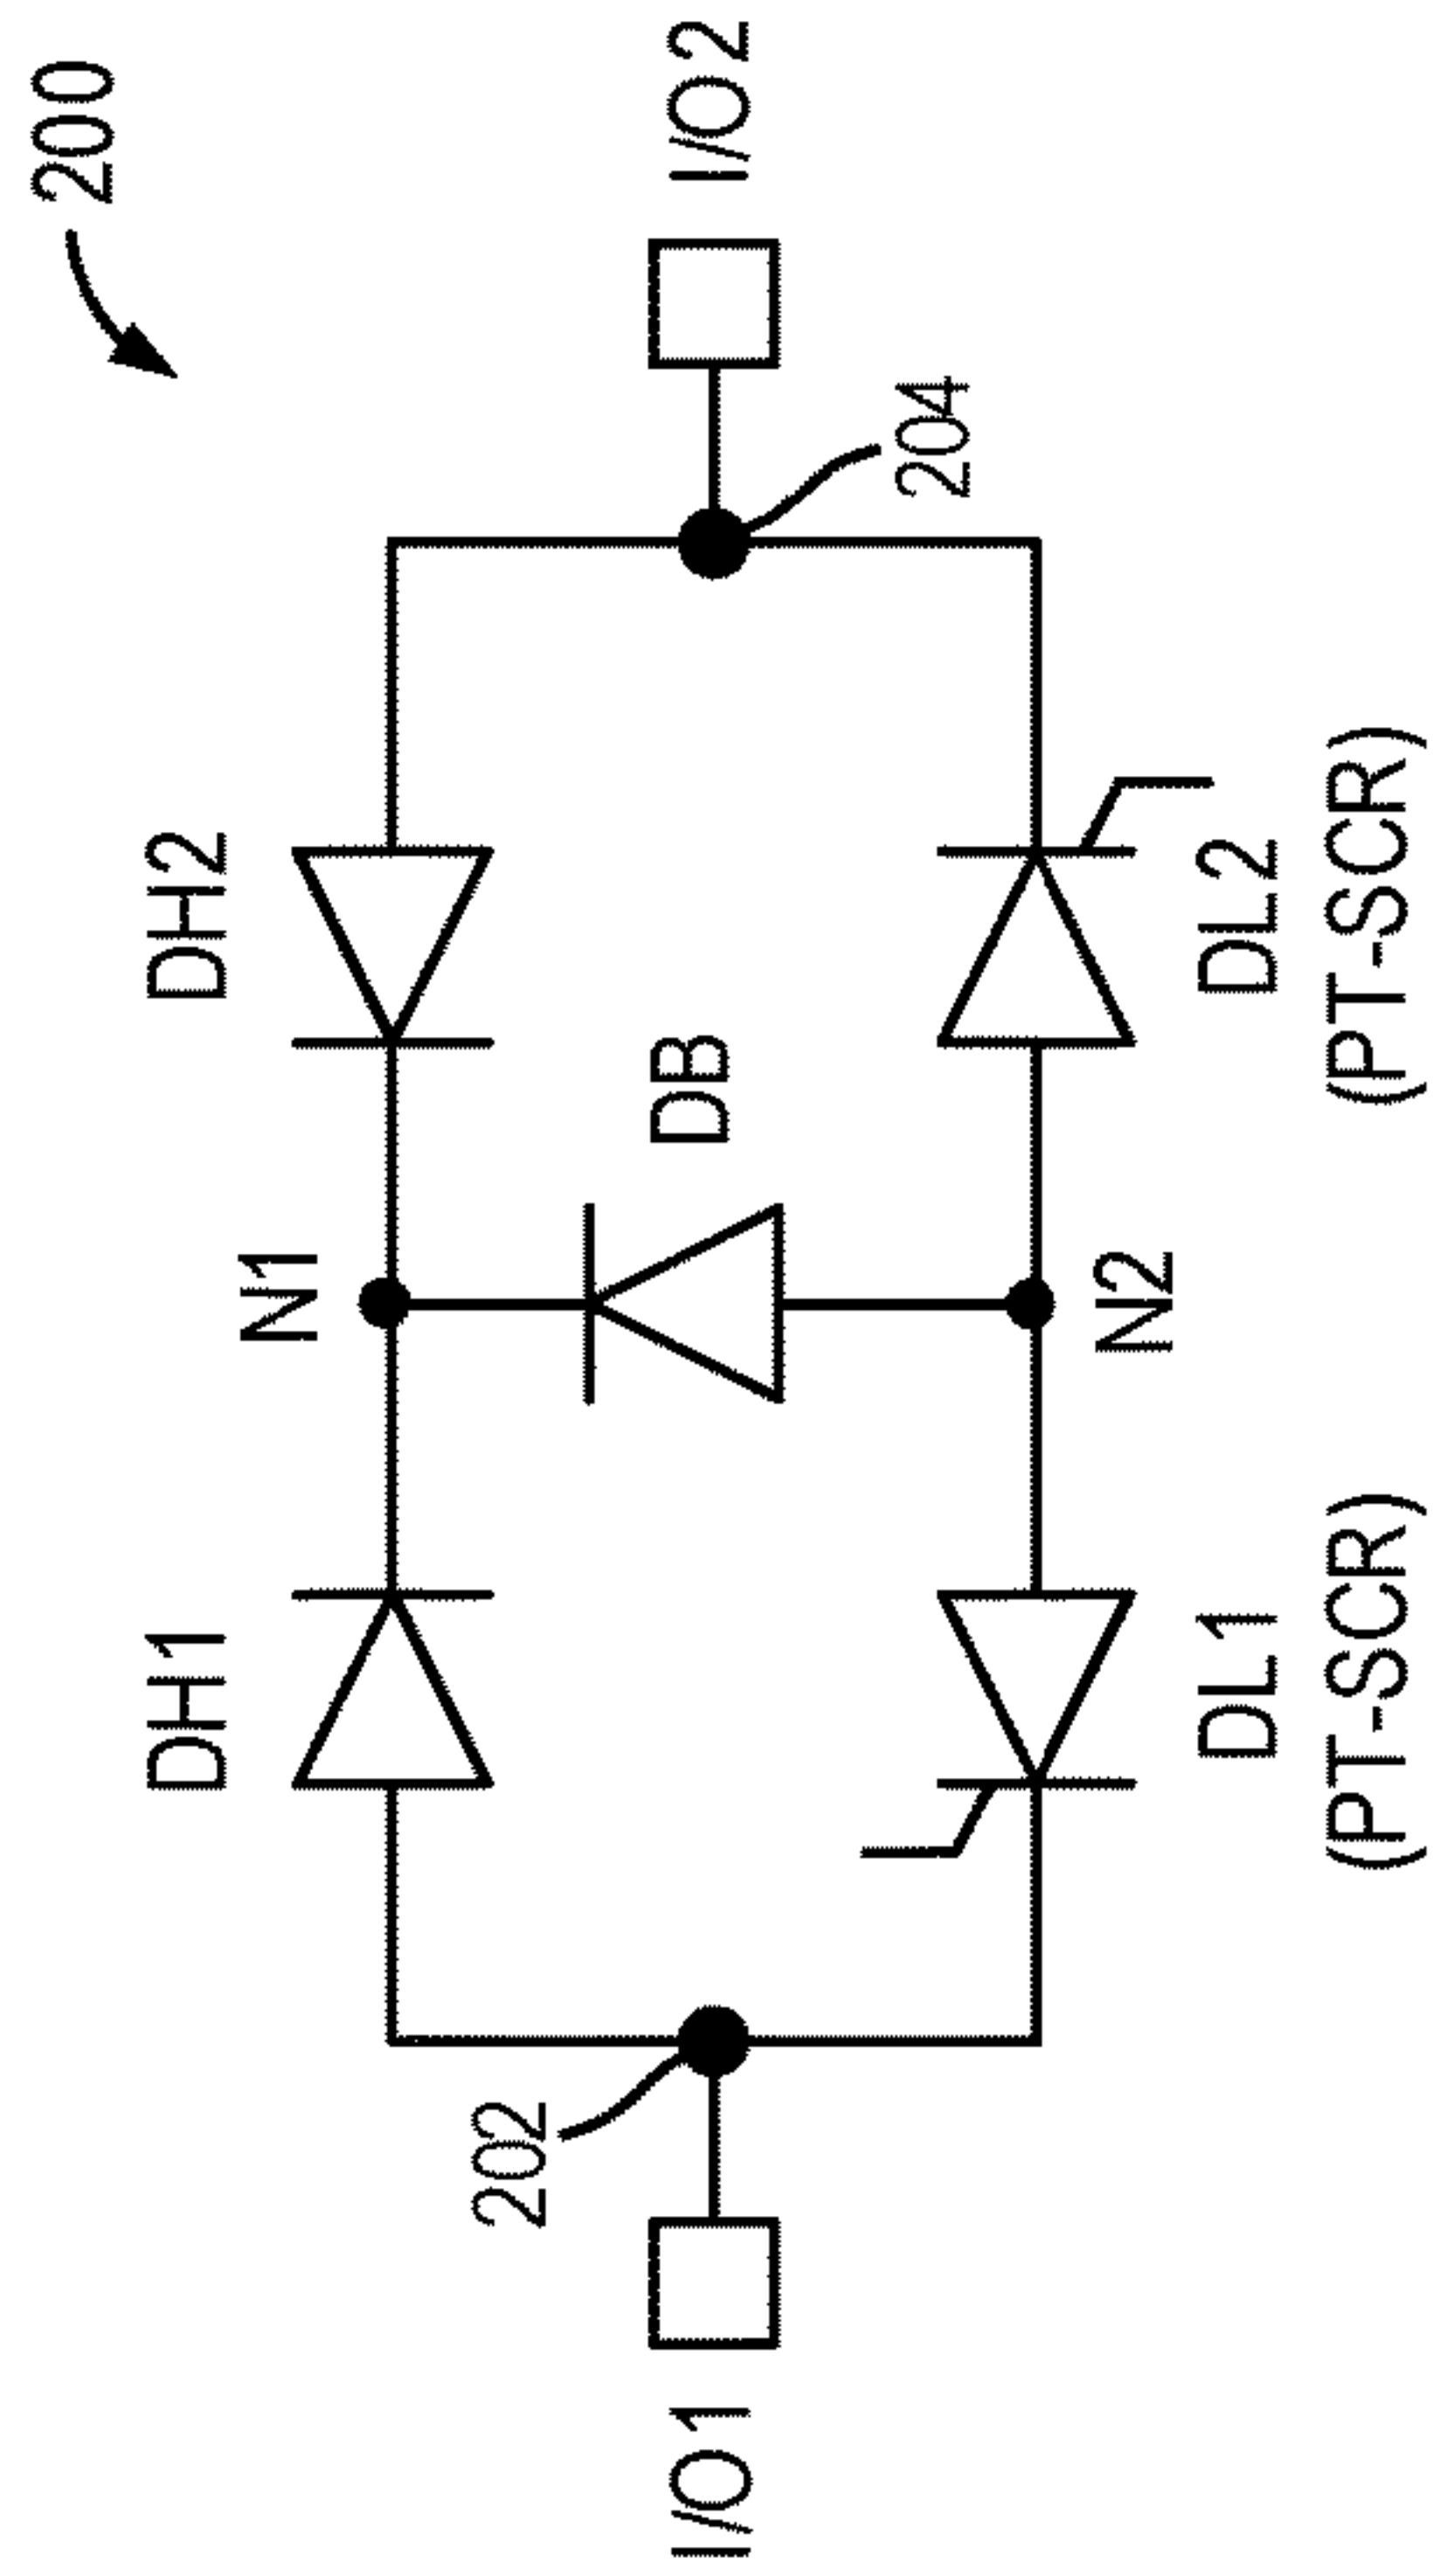 200
DH1
DH2
N1
202
DB
I/O1
I/O2
204
N2
DL1
DL2
(PT-SCR)
(PT-SCR)